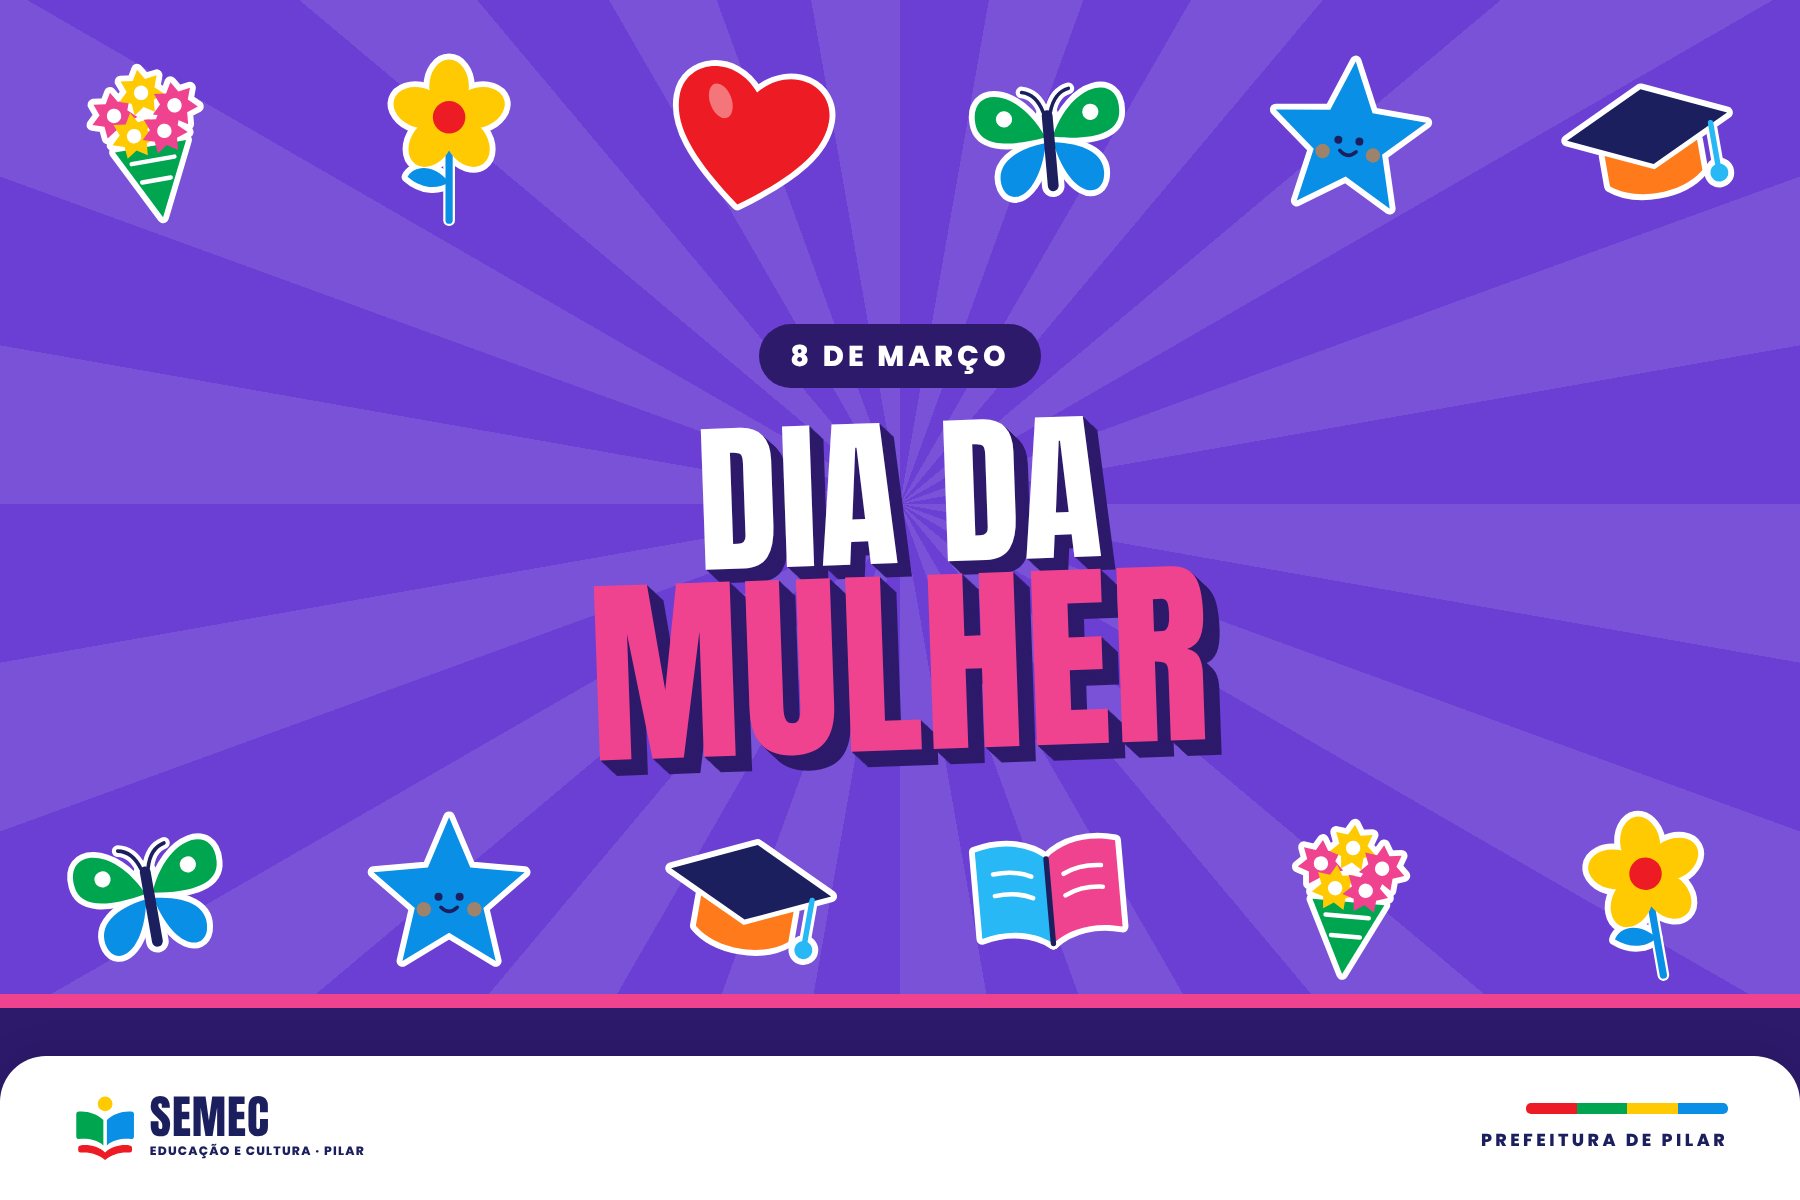 8 DE MARÇO
DIA DA
MULHER
SEMEC
EDUCAÇÃO E CULTURA · PILAR
PREFEITURA DE PILAR